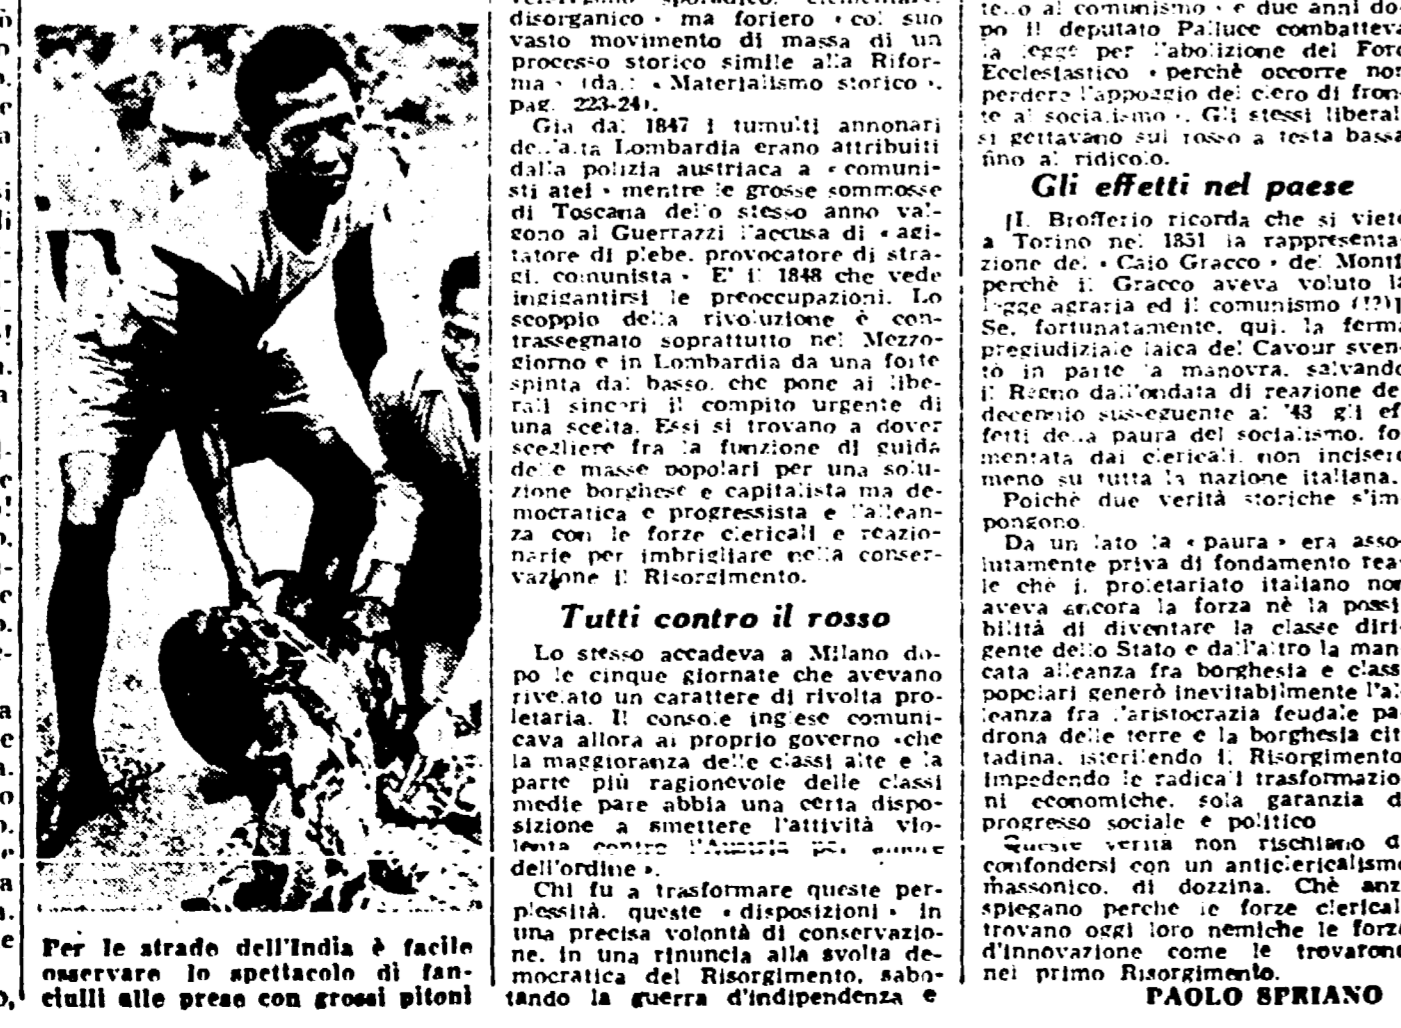 disorganico · ma foriero · col suo
vasto movimento di massa di un
processo storico simile alla Rifor-
ma · (da.: « Materialismo storico ·.
pag. 223-24).
Gia dal 1847 i tumulti annonari
dell'alta Lombardia erano attribuiti
dalla polizia austriaca a « comuni-
sti atei » mentre le grosse sommosse
di Toscana dello stesso anno val-
gono al Guerrazzi l'accusa di « agi-
tatore di plebe, provocatore di stra-
gi, comunista » E' il 1848 che vede
ingigantirsi le preoccupazioni. Lo
scoppio della rivoluzione è con-
trassegnato soprattutto nel Mezzo-
giorno e in Lombardia da una forte
spinta dal basso, che pone ai libe-
rali sinceri il compito urgente di
una scelta. Essi si trovano a dover
scegliere fra la funzione di guida
delle masse popolari per una solu-
zione borghese e capitalista ma de-
mocratica e progressista e l'allean-
za con le forze clericali e reazio-
narie per imbrigliare nella conser-
vazione il Risorgimento.
Tutti contro il rosso
Lo stesso accadeva a Milano do-
po le cinque giornate che avevano
rivelato un carattere di rivolta pro-
letaria. Il console inglese comuni-
cava allora al proprio governo «che
la maggioranza delle classi alte e la
parte più ragionevole delle classi
medie pare abbia una certa dispo-
sizione a smettere l'attività vio-
lenta contro l'Austria per amore
dell'ordine ».
Chi fu a trasformare queste per-
plessità, queste « disposizioni » in
una precisa volontà di conservazio-
ne, in una rinuncia alla svolta de-
mocratica del Risorgimento, sabo-
tando la guerra d'indipendenza e
te..o al comunismo · e due anni do-
po il deputato Palluce combatteva
la legge per l'abolizione del Foro
Ecclesiastico « perchè occorre non
perdere l'appoggio del clero di fron-
te al socialismo ». Gli stessi liberali
si gettavano sul rosso a testa bassa
fino al ridicolo.
Gli effetti nel paese
[I. Brofferio ricorda che si vietò
a Torino nel 1851 la rappresenta-
zione del « Caio Gracco » del Monti
perchè il Gracco aveva voluto la
legge agraria ed il comunismo (!?)]
Se, fortunatamente, qui, la ferma
pregiudiziale laica del Cavour sven-
tò in parte la manovra, salvando
il Regno dall'ondata di reazione del
decennio susseguente al '43 gli ef-
fetti della paura del socialismo, fo-
mentata dai clericali, non incisero
meno su tutta la nazione italiana.
Poichè due verità storiche s'im-
pongono.
Da un lato la « paura » era asso-
lutamente priva di fondamento rea-
le chè il proletariato italiano non
aveva ancora la forza nè la possi-
bilità di diventare la classe diri-
gente dello Stato e dall'altro la man-
cata alleanza fra borghesia e classi
popolari generò inevitabilmente l'al-
leanza fra l'aristocrazia feudale pa-
drona delle terre e la borghesia cit-
tadina, isterilendo il Risorgimento,
impedendo le radicali trasformazio-
ni economiche, sola garanzia di
progresso sociale e politico
Queste verità non rischiano di
confondersi con un anticlericalismo
massonico, di dozzina. Chè anzi
spiegano perchè le forze clericali
trovano oggi loro nemiche le forze
d'innovazione come le trovarono
nel primo Risorgimento.
PAOLO SPRIANO
Per le strade dell'India è facile
osservare lo spettacolo di fan-
ciulli alle prese con grossi pitoni